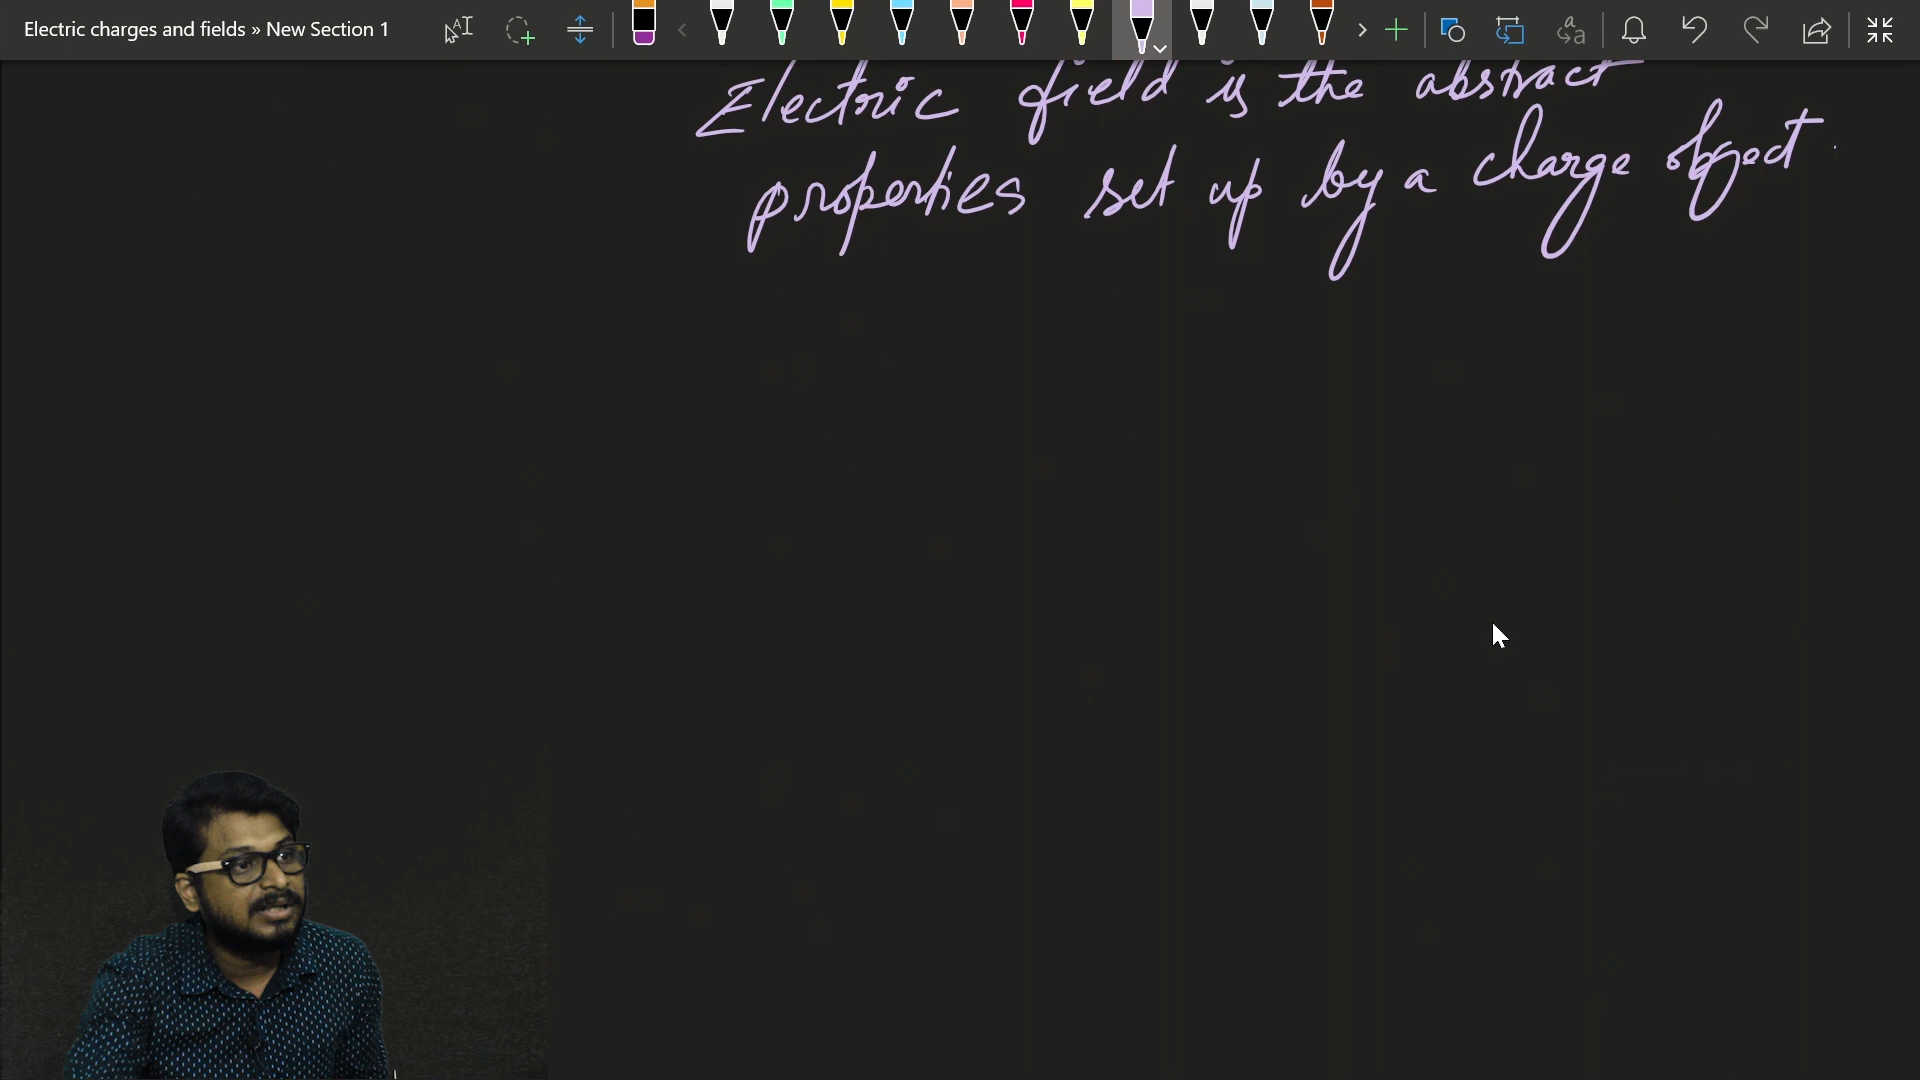 Electric charges and fields » New Section 1
Electric field is the abstract
properties set up by a charge object.